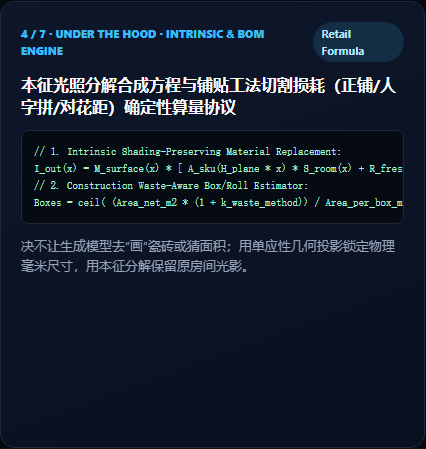 4 / 7 · UNDER THE HOOD · INTRINSIC & BOM
ENGINE
Retail
Formula
本征光照分解合成方程与铺贴工法切割损耗（正铺/人
字拼/对花距）确定性算量协议
// 1. Intrinsic Shading-Preserving Material Replacement:
I_out(x) = M_surface(x) * [ A_sku(H_plane * x) * S_room(x) + R_fres
// 2. Construction Waste-Aware Box/Roll Estimator:
Boxes = ceil( (Area_net_m2 * (1 + k_waste_method)) / Area_per_box_m
决不让生成模型去“画”瓷砖或猜面积；用单应性几何投影锁定物理
毫米尺寸，用本征分解保留原房间光影。